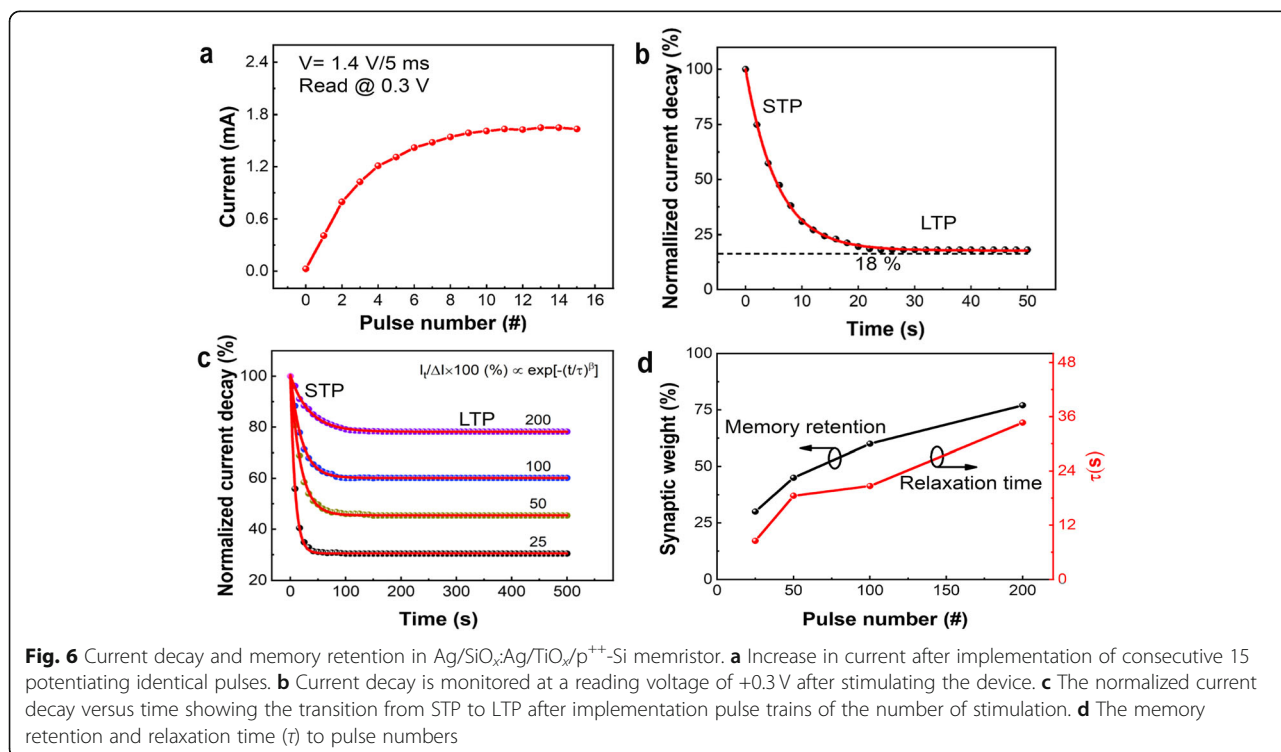 a
V= 1.4 V/5 ms
Read @ 0.3 V
Current (mA)
2.4
1.8
1.2
0.6
0.0
0 2 4 6 8 10 12 14 16
Pulse number (#)
b
Normallized current decay (%)
100
75
50
25
0
STP
LTP
18 %
0 10 20 30 40 50
Time (s)
c
Normalized current decay (%)
100
80
60
40
20
I_t/ΔI×100 (%) ∝ exp[-(t/τ)^β]
STP
LTP
200
100
50
25
0 100 200 300 400 500
Time (s)
d
Synaptic weight (%)
100
75
50
25
0
Memory retention
Relaxation time
48
36
24
12
0
τ(s)
0 50 100 150 200
Pulse number (#)
Fig. 6 Current decay and memory retention in Ag/SiOₓ:Ag/TiOₓ/p⁺⁺-Si memristor. a Increase in current after implementation of consecutive 15
potentiating identical pulses. b Current decay is monitored at a reading voltage of +0.3 V after stimulating the device. c The normalized current
decay versus time showing the transition from STP to LTP after implementation pulse trains of the number of stimulation. d The memory
retention and relaxation time (τ) to pulse numbers